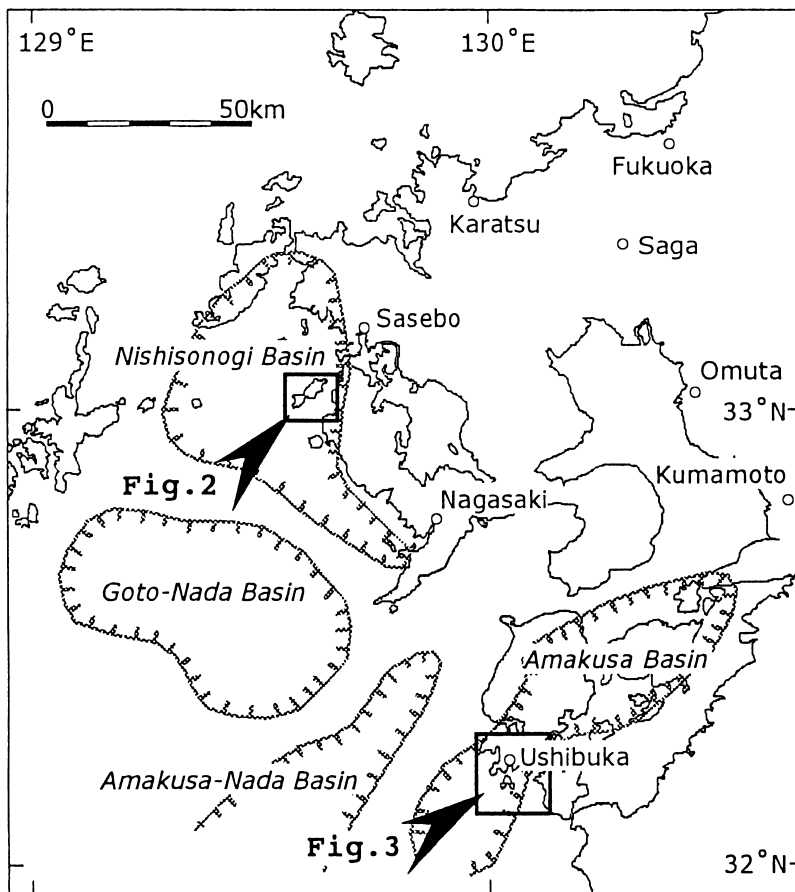 129˚E
130˚E
0
50km
Fukuoka
Karatsu
Saga
Sasebo
Nishisonogi Basin
Omuta
33˚N
Kumamoto
Fig.2
Nagasaki
Goto-Nada Basin
Amakusa Basin
Ushibuka
Amakusa-Nada Basin
Fig.3
32˚N